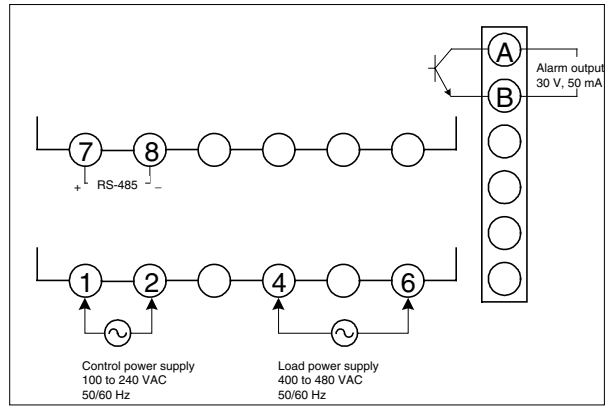 A
Alarm output
30 V, 50 mA
B
7 8
+ RS-485 –
1 2 4 6
Control power supply
100 to 240 VAC
50/60 Hz
Load power supply
400 to 480 VAC
50/60 Hz